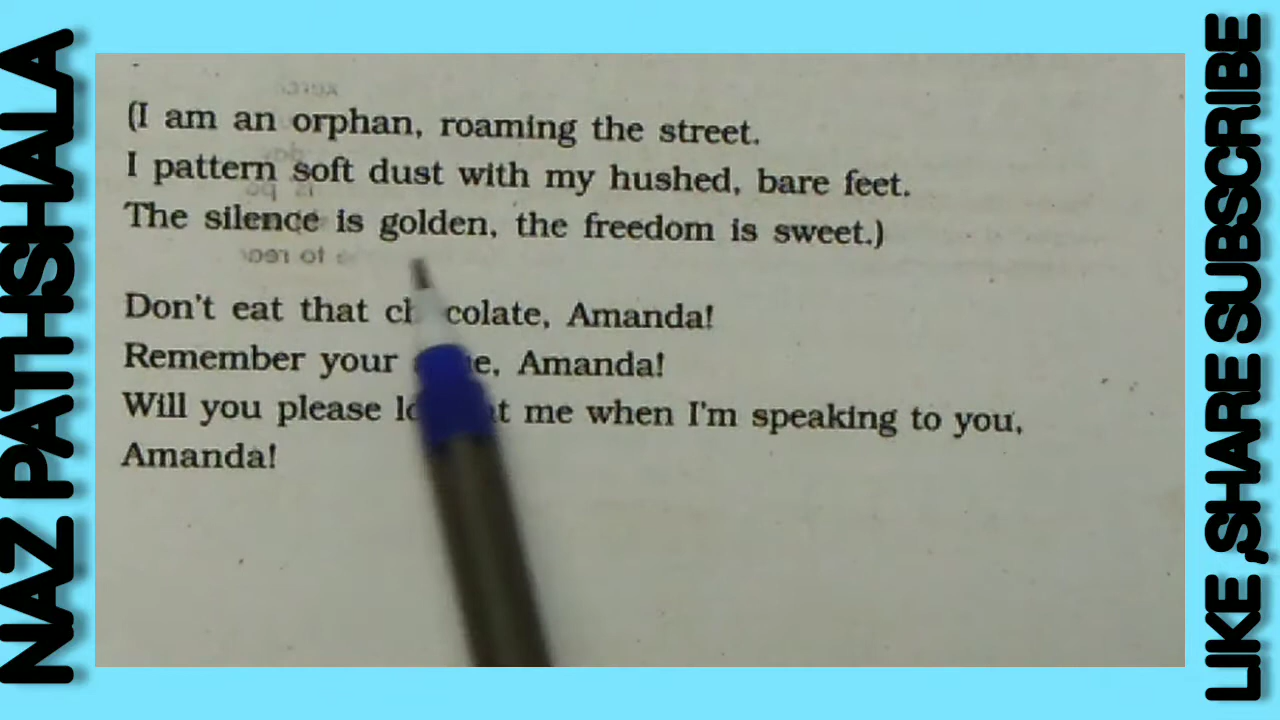 NAZ PATHSHALA
(I am an orphan, roaming the street.
I pattern soft dust with my hushed, bare feet.
The silence is golden, the freedom is sweet.)
Don't eat that chocolate, Amanda!
Remember your Amanda!
Will you please at me when I'm speaking to you,
Amanda!
LIKE ,SHARE SUBSCRIBE